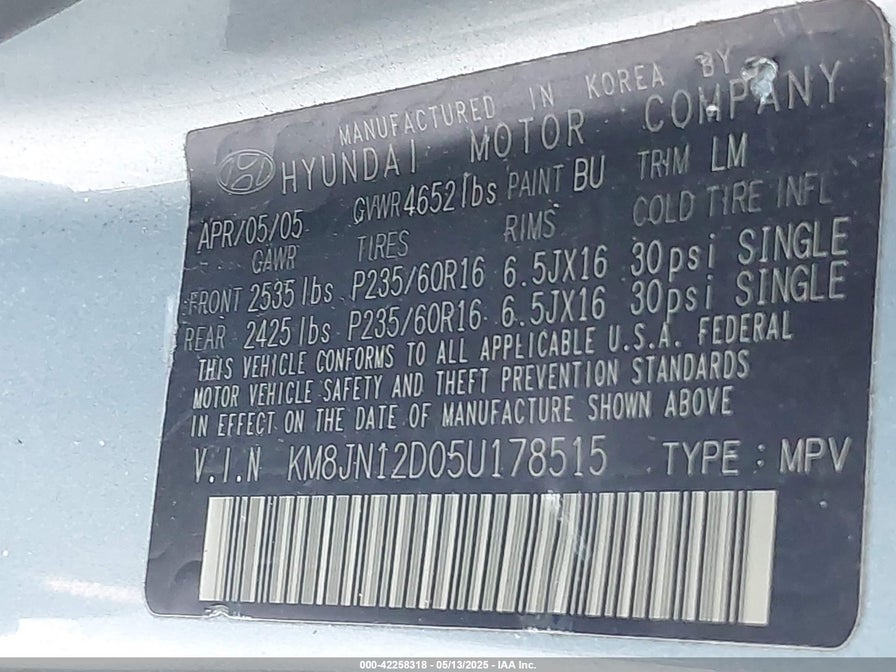 MANUFACTURED IN KOREA BY
HYUNDAI MOTOR COMPANY
APR/05/05 GVWR 4652 lbs PAINT BU TRIM LM
GAWR TIRES RIMS COLD TIRE INFL
FRONT 2535 lbs P235/60R16 6.5JX16 30psi SINGLE
REAR 2425 lbs P235/60R16 6.5JX16 30psi SINGLE
THIS VEHICLE CONFORMS TO ALL APPLICABLE U.S.A. FEDERAL
MOTOR VEHICLE SAFETY AND THEFT PREVENTION STANDARDS
IN EFFECT ON THE DATE OF MANUFACTURE SHOWN ABOVE
V.I.N KM8JN12D05U178515 TYPE : MPV
000-42258318 - 05/13/2025 - IAA Inc.